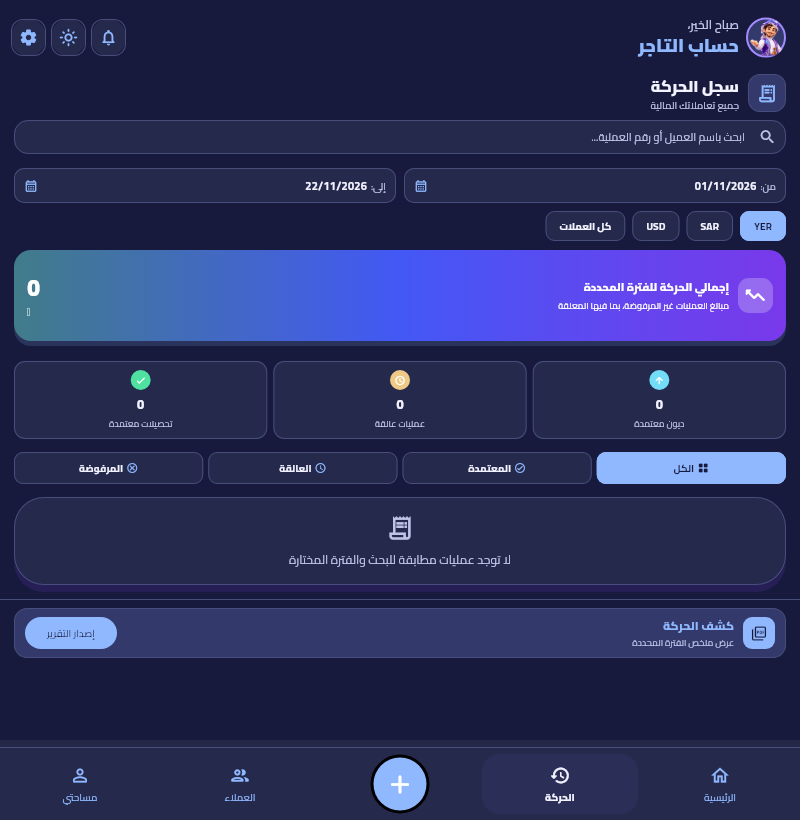 صباح الخير،
حساب التاجر
سجل الحركة
جميع تعاملاتك المالية
ابحث باسم العميل أو رقم العملية...
من: 01/11/2026
إلى: 22/11/2026
YER
SAR
USD
كل العملات
إجمالي الحركة للفترة المحددة
مبالغ العمليات غير المرفوضة، بما فيها المعلقة
0
0
ديون معتمدة
0
عمليات عالقة
0
تحصيلات معتمدة
الكل
المعتمدة
العالقة
المرفوضة
لا توجد عمليات مطابقة للبحث والفترة المختارة
كشف الحركة
عرض ملخص الفترة المحددة
إصدار التقرير
الرئيسية
الحركة
العملاء
مساحتي